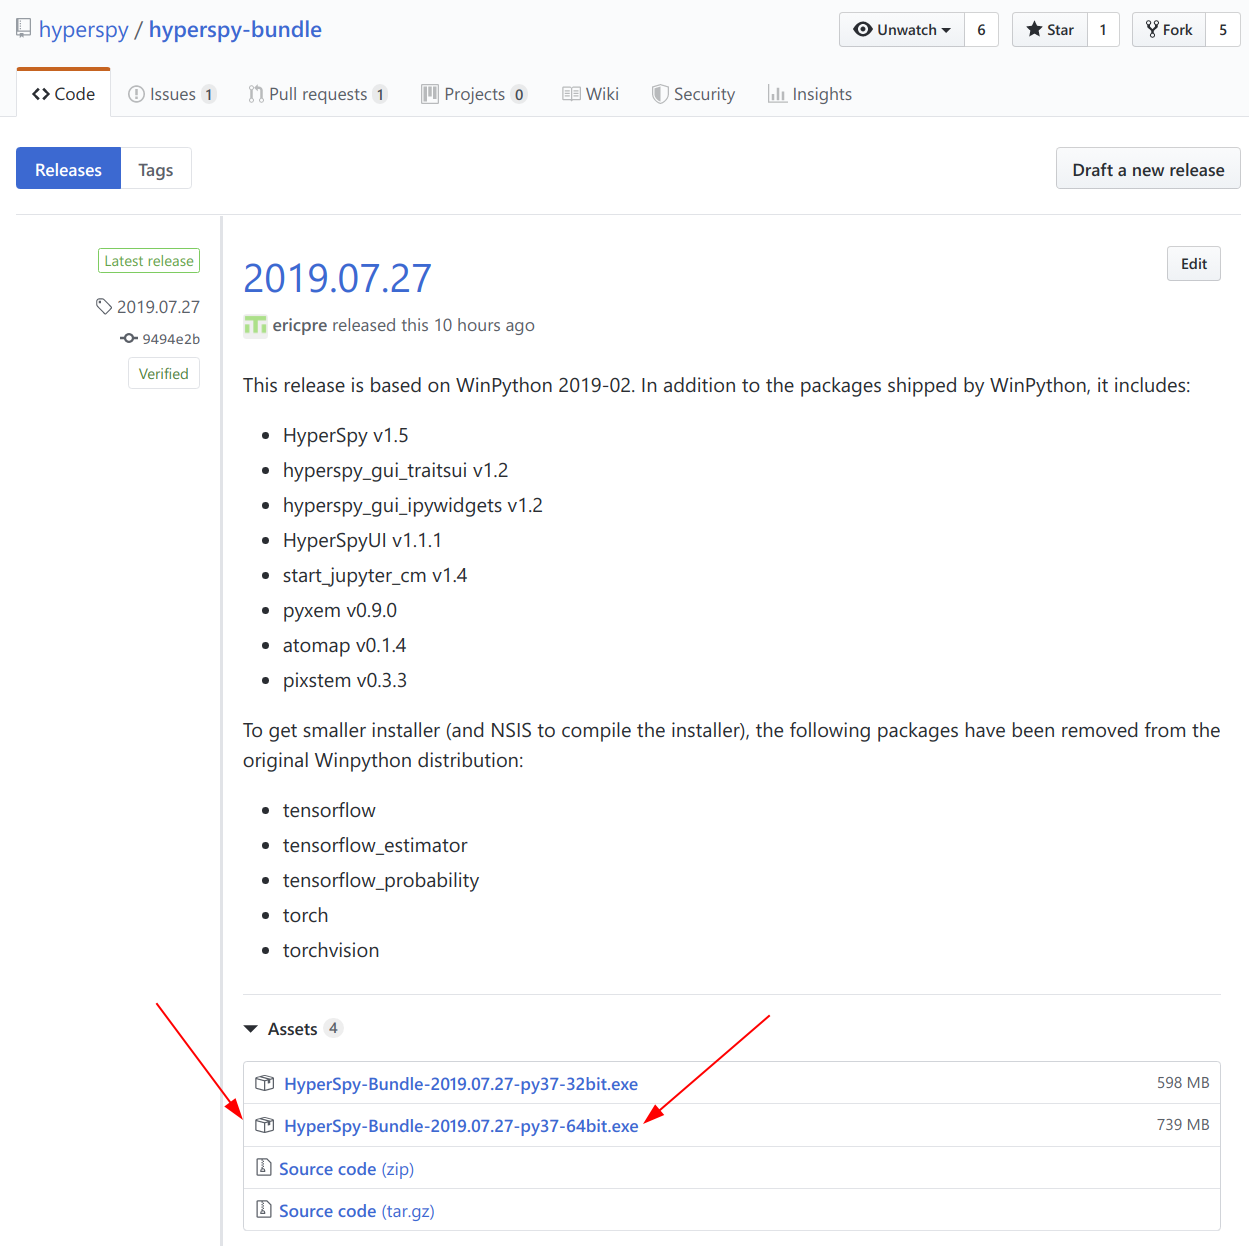 hyperspy / hyperspy-bundle
Unwatch 6 Star 1 Fork 5
Code Issues 1 Pull requests 1 Projects 0 Wiki Security Insights
Releases Tags Draft a new release
Latest release
2019.07.27
9494e2b
Verified
2019.07.27 Edit
ericpre released this 10 hours ago
This release is based on WinPython 2019-02. In addition to the packages shipped by WinPython, it includes:
HyperSpy v1.5
hyperspy_gui_traitsui v1.2
hyperspy_gui_ipywidgets v1.2
HyperSpyUI v1.1.1
start_jupyter_cm v1.4
pyxem v0.9.0
atomap v0.1.4
pixstem v0.3.3
To get smaller installer (and NSIS to compile the installer), the following packages have been removed from the
original Winpython distribution:
tensorflow
tensorflow_estimator
tensorflow_probability
torch
torchvision
Assets 4
HyperSpy-Bundle-2019.07.27-py37-32bit.exe 598 MB
HyperSpy-Bundle-2019.07.27-py37-64bit.exe 739 MB
Source code (zip)
Source code (tar.gz)